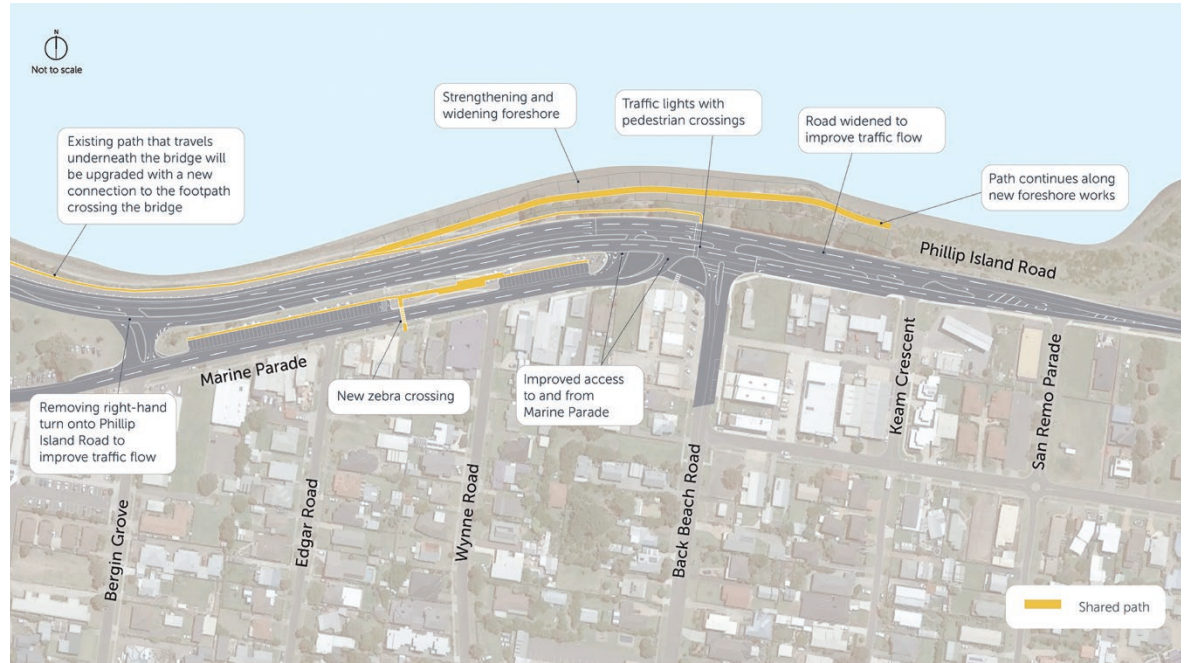 N
Not to scale
Strengthening and
widening foreshore
Traffic lights with
pedestrian crossings
Road widened to
improve traffic flow
Existing path that travels
underneath the bridge will
be upgraded with a new
connection to the footpath
crossing the bridge
Path continues along
new foreshore works
Phillip Island Road
Marine Parade
New zebra crossing
Improved access
to and from
Marine Parade
Removing right-hand
turn onto Phillip
Island Road to
improve traffic flow
Bergin Grove
Edgar Road
Wynne Road
Back Beach Road
Keam Crescent
San Remo Parade
Shared path